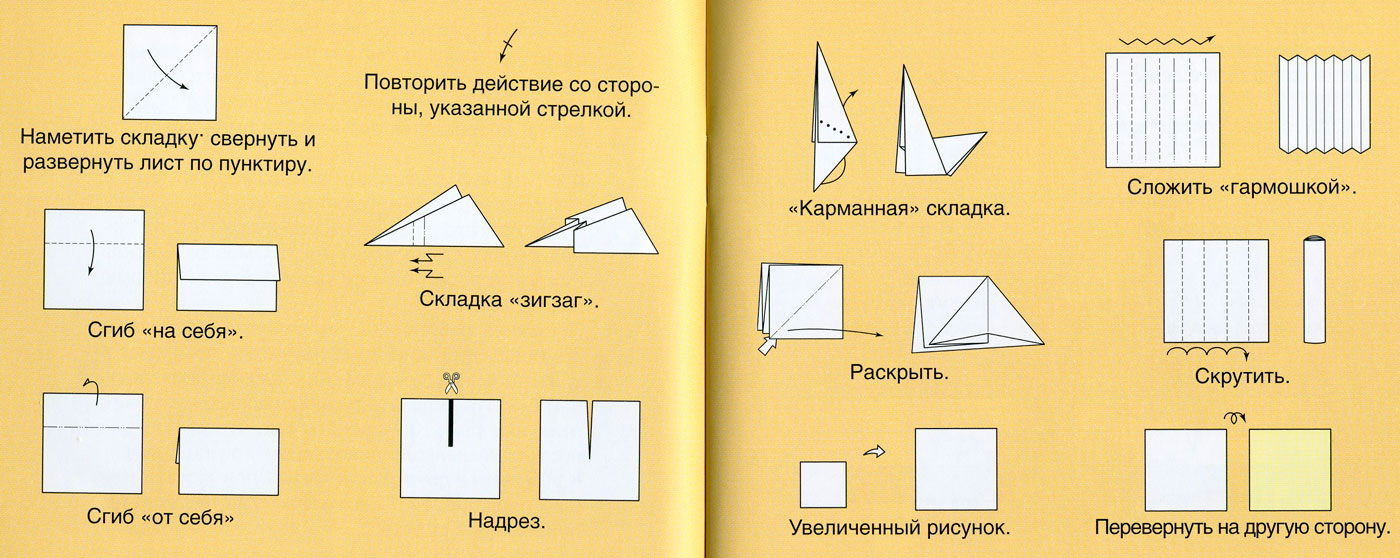 Наметить складку· свернуть и
развернуть лист по пунктиру.
Сгиб «на себя».
Сгиб «от себя»
Повторить действие со сторо-
ны, указанной стрелкой.
Складка «зигзаг».
Надрез.
«Карманная» складка.
Раскрыть.
Увеличенный рисунок.
Сложить «гармошкой».
Скрутить.
Перевернуть на другую сторону.